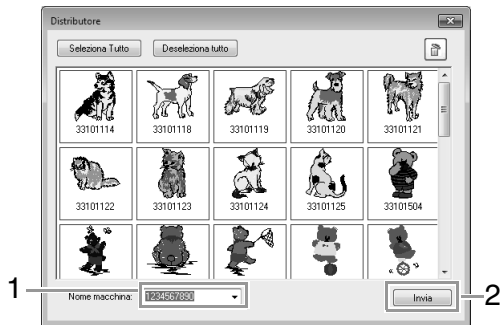 Distributore
Seleziona Tutto Deseleziona tutto
33101114 33101118 33101119 33101120 33101121
33101122 33101123 33101124 33101125 33101504
1 Nome macchina: 1234567890 Invia 2